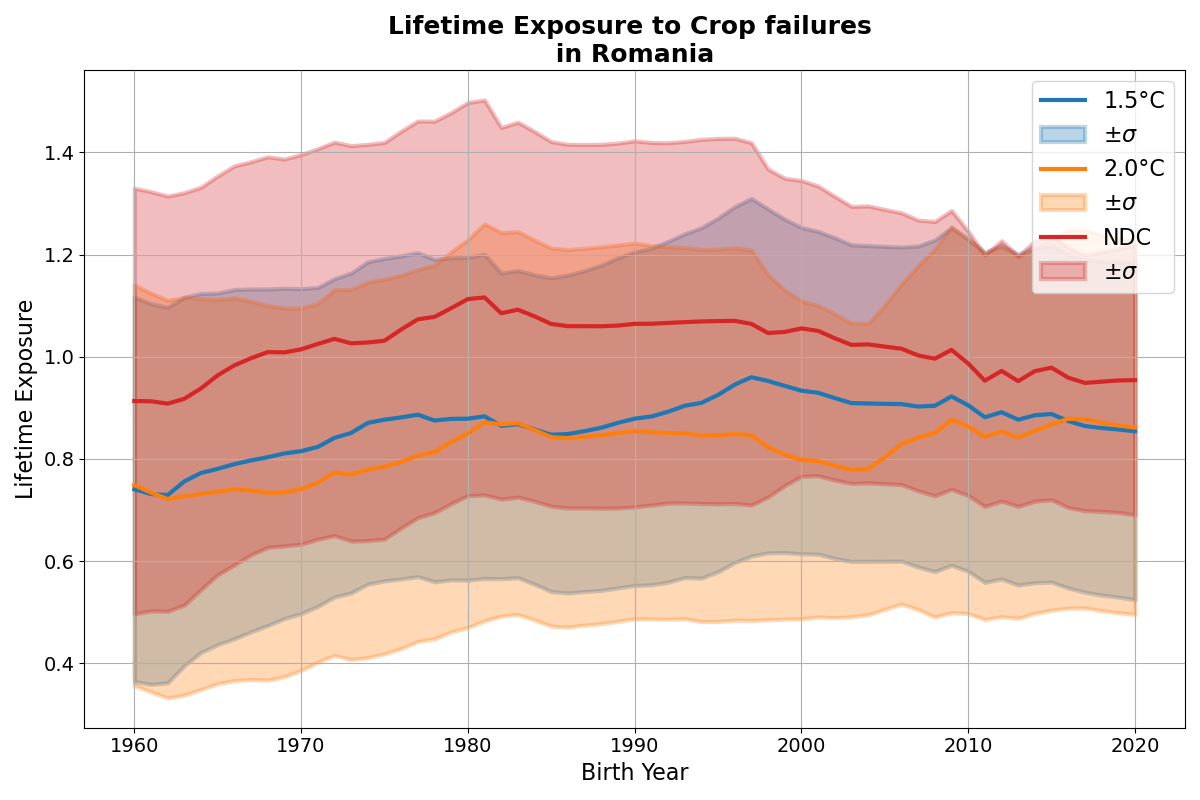 Lifetime Exposure to Crop failures
in Romania
Lifetime Exposure
1.4
1.2
1.0
0.8
0.6
0.4
1960
1970
1980
1990
2000
2010
2020
Birth Year
1.5°C
±σ
2.0°C
±σ
NDC
±σ